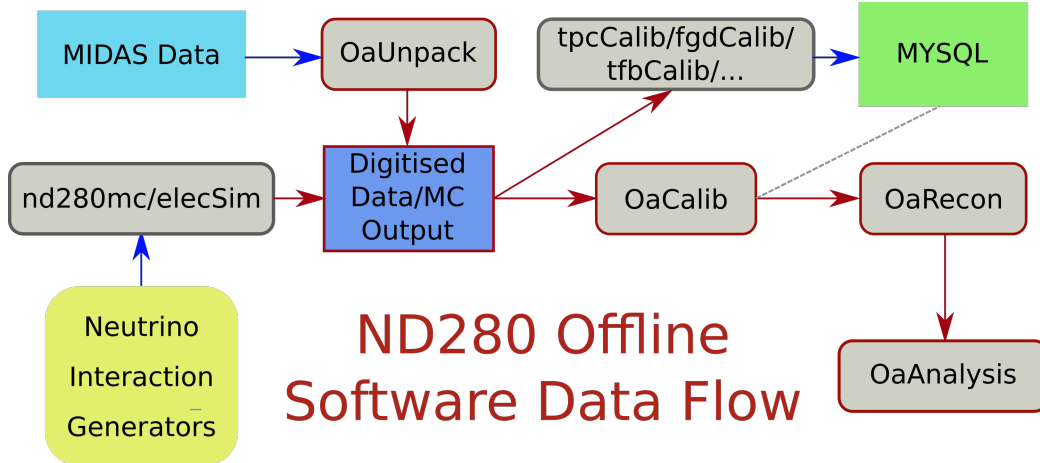 MIDAS Data
OaUnpack
tpcCalib/fgdCalib/
tfbCalib/...
MYSQL
nd280mc/elecSim
Digitised
Data/MC
Output
OaCalib
OaRecon
Neutrino
Interaction
Generators
ND280 Offline
Software Data Flow
OaAnalysis